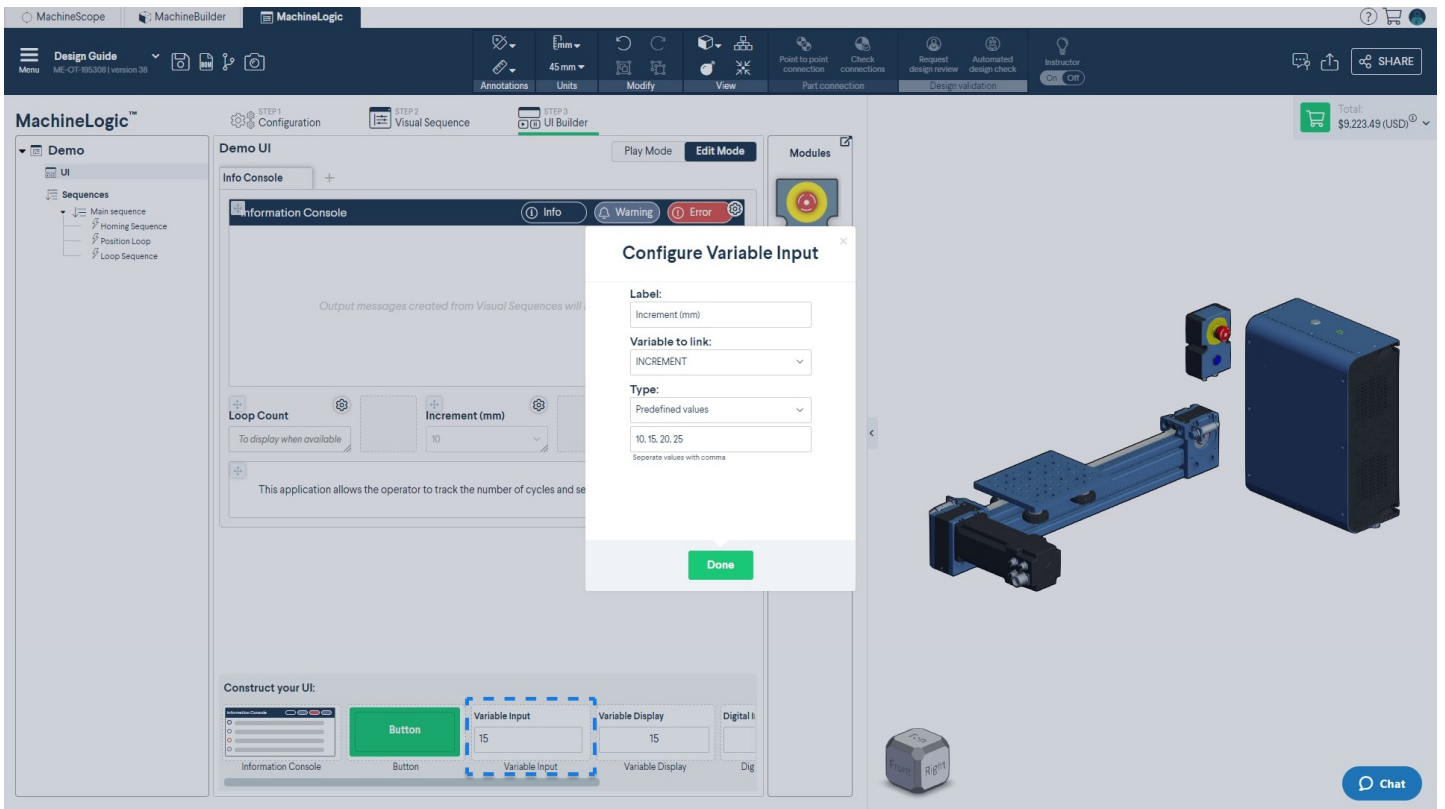 MachineScope
MachineBuilder
MachineLogic
Menu
Design Guide
ME-OT-195308 | version 38
BOM
mm
45 mm
Annotations
Units
Modify
View
Point to point connection
Check connections
Part connection
Request design review
Automated design check
Design validation
Instructor
On Off
SHARE
MachineLogic™
STEP 1
Configuration
STEP 2
Visual Sequence
STEP 3
UI Builder
Total:
$9,223.49 (USD)
Demo
UI
Sequences
Main sequence
Homing Sequence
Position Loop
Loop Sequence
Demo UI
Play Mode
Edit Mode
Modules
Info Console
Information Console
Info
Warning
Error
Output messages created from Visual Sequences will
Configure Variable Input
Label:
Increment (mm)
Variable to link:
INCREMENT
Type:
Predefined values
10, 15, 20, 25
Seperate values with comma
Done
Loop Count
To display when available
Increment (mm)
10
This application allows the operator to track the number of cycles and se
Construct your UI:
Information Console
Information Console
Button
Button
Variable Input
15
Variable Input
Variable Display
15
Variable Display
Digital I
Dig
Top
Front
Right
Chat